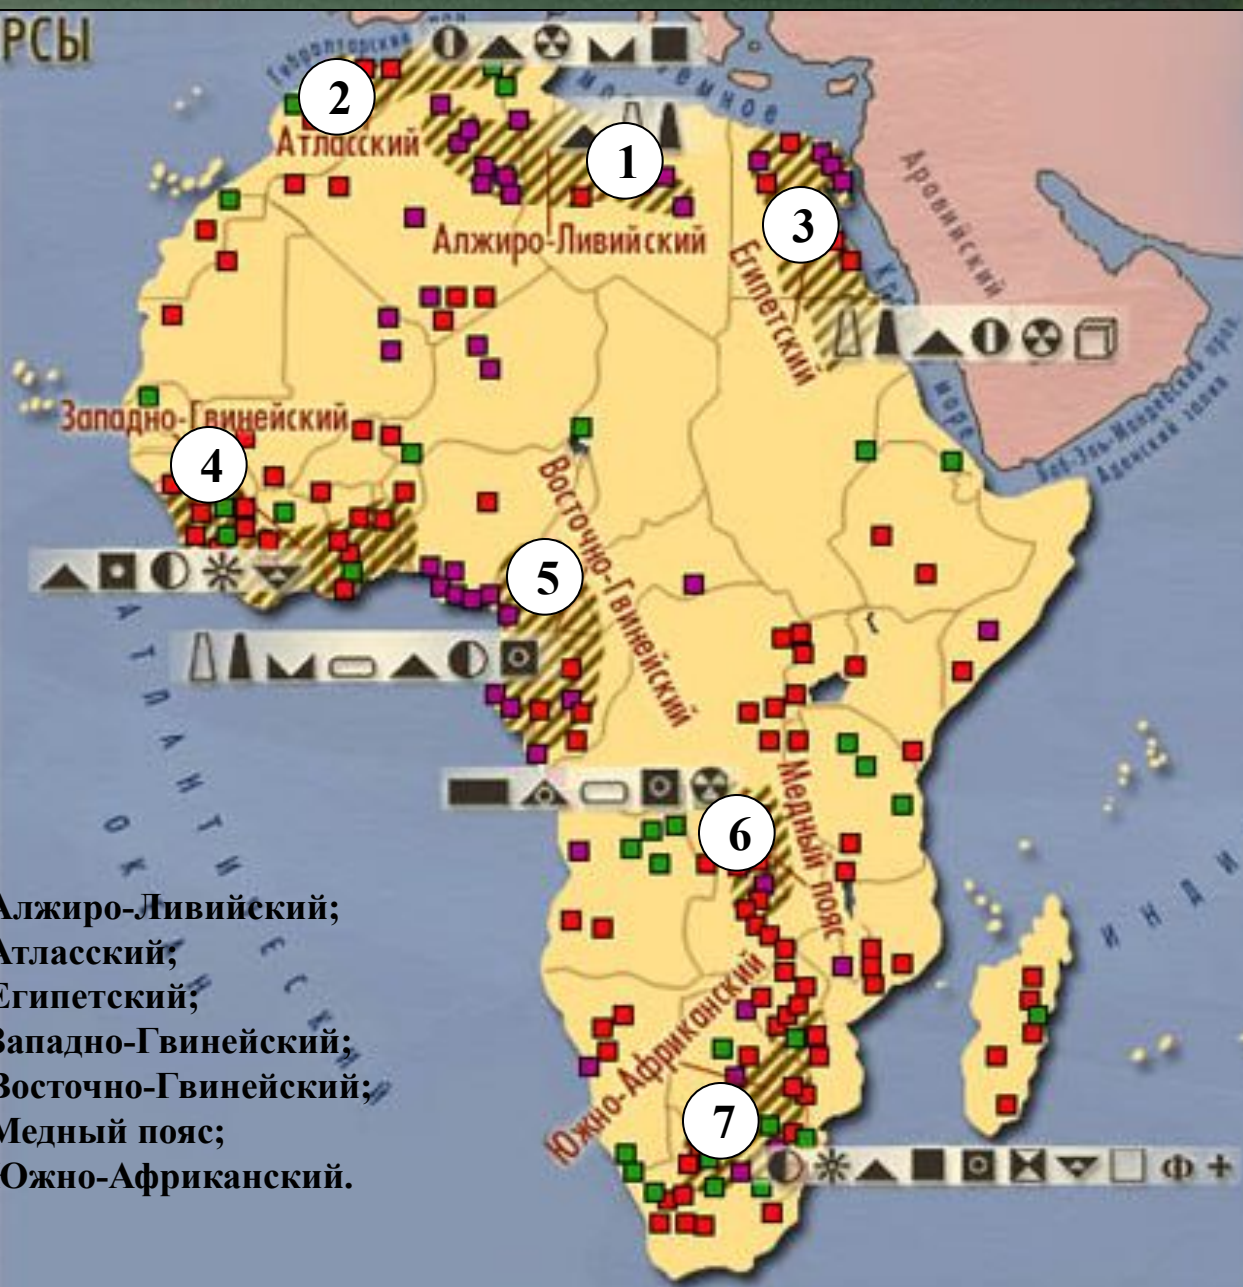 РСЫ
Гибралтарский
2
Атласский
1
Алжиро-Ливийский
3
Египетский
Аравийский
море
Баб-Эль-Мандебский прол.
Аденский залив
Западно-Гвинейский
4
Восточно-Гвинейский
5
Медный пояс
6
Южно-Африканский
7
АТЛАНТИЧЕСКИЙ
ОКЕАН
ИНДИ
Алжиро-Ливийский;
Атласский;
Египетский;
Западно-Гвинейский;
Восточно-Гвинейский;
Медный пояс;
Южно-Африканский.